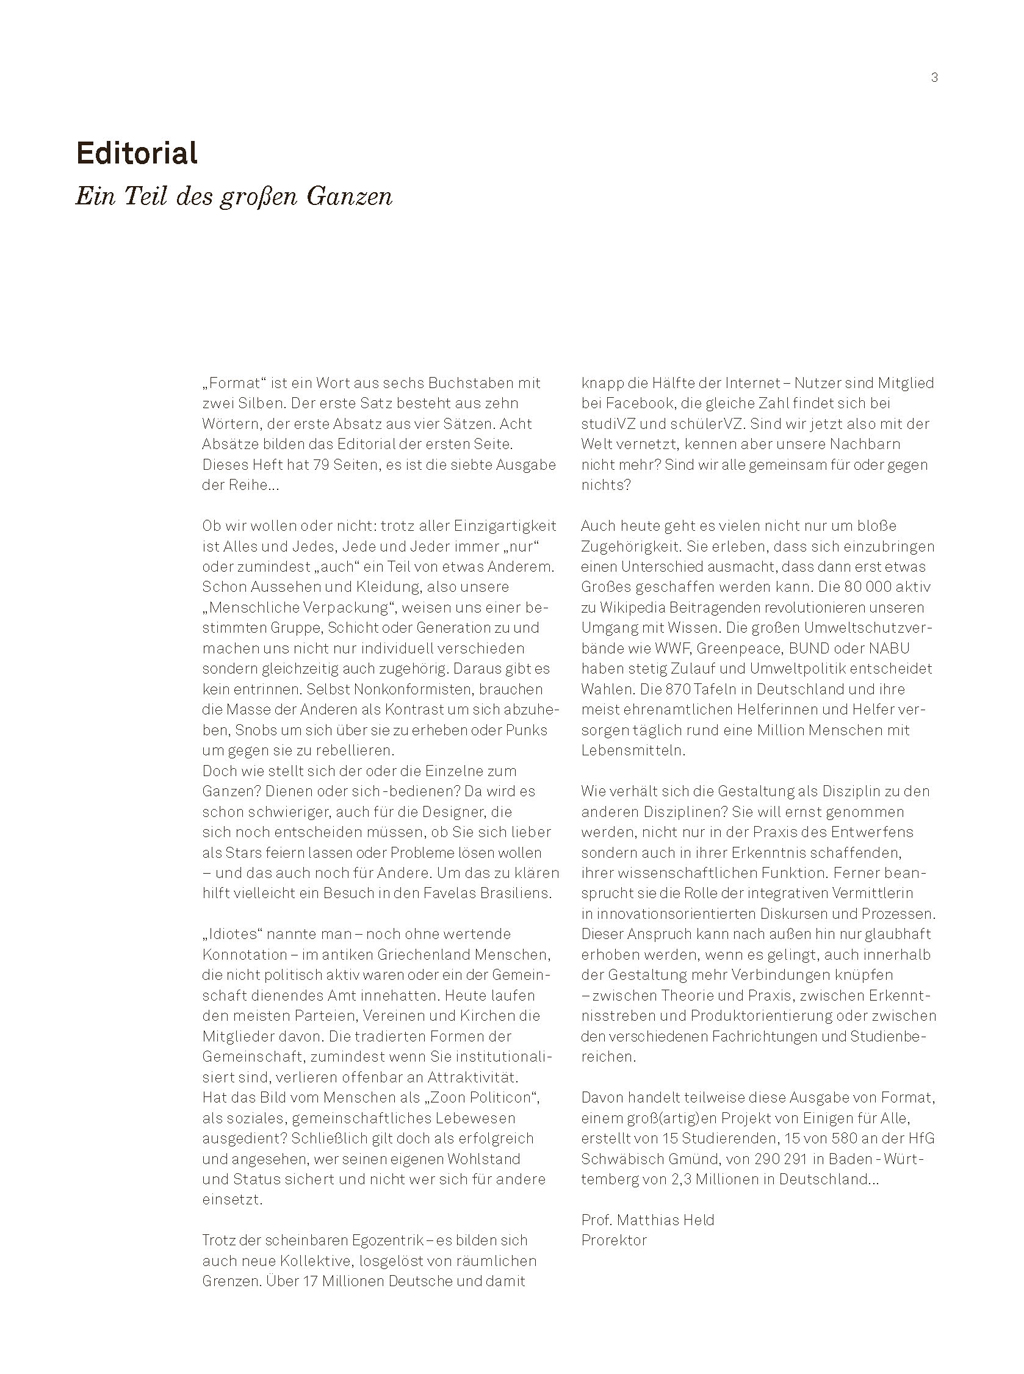 3
Editorial
Ein Teil des großen Ganzen
„Format“ ist ein Wort aus sechs Buchstaben mit
zwei Silben. Der erste Satz besteht aus zehn
Wörtern, der erste Absatz aus vier Sätzen. Acht
Absätze bilden das Editorial der ersten Seite.
Dieses Heft hat 79 Seiten, es ist die siebte Ausgabe
der Reihe...
Ob wir wollen oder nicht: trotz aller Einzigartigkeit
ist Alles und Jedes, Jede und Jeder immer „nur“
oder zumindest „auch“ ein Teil von etwas Anderem.
Schon Aussehen und Kleidung, also unsere
„Menschliche Verpackung“, weisen uns einer be-
stimmten Gruppe, Schicht oder Generation zu und
machen uns nicht nur individuell verschieden
sondern gleichzeitig auch zugehörig. Daraus gibt es
kein entrinnen. Selbst Nonkonformisten, brauchen
die Masse der Anderen als Kontrast um sich abzuhe-
ben, Snobs um sich über sie zu erheben oder Punks
um gegen sie zu rebellieren.
Doch wie stellt sich der oder die Einzelne zum
Ganzen? Dienen oder sich -bedienen? Da wird es
schon schwieriger, auch für die Designer, die
sich noch entscheiden müssen, ob Sie sich lieber
als Stars feiern lassen oder Probleme lösen wollen
– und das auch noch für Andere. Um das zu klären
hilft vielleicht ein Besuch in den Favelas Brasiliens.
„Idiotes“ nannte man – noch ohne wertende
Konnotation – im antiken Griechenland Menschen,
die nicht politisch aktiv waren oder ein der Gemein-
schaft dienendes Amt innehatten. Heute laufen
den meisten Parteien, Vereinen und Kirchen die
Mitglieder davon. Die tradierten Formen der
Gemeinschaft, zumindest wenn Sie institutionali-
siert sind, verlieren offenbar an Attraktivität.
Hat das Bild vom Menschen als „Zoon Politicon“,
als soziales, gemeinschaftliches Lebewesen
ausgedient? Schließlich gilt doch als erfolgreich
und angesehen, wer seinen eigenen Wohlstand
und Status sichert und nicht wer sich für andere
einsetzt.
Trotz der scheinbaren Egozentrik – es bilden sich
auch neue Kollektive, losgelöst von räumlichen
Grenzen. Über 17 Millionen Deutsche und damit
knapp die Hälfte der Internet – Nutzer sind Mitglied
bei Facebook, die gleiche Zahl findet sich bei
studiVZ und schülerVZ. Sind wir jetzt also mit der
Welt vernetzt, kennen aber unsere Nachbarn
nicht mehr? Sind wir alle gemeinsam für oder gegen
nichts?
Auch heute geht es vielen nicht nur um bloße
Zugehörigkeit. Sie erleben, dass sich einzubringen
einen Unterschied ausmacht, dass dann erst etwas
Großes geschaffen werden kann. Die 80 000 aktiv
zu Wikipedia Beitragenden revolutionieren unseren
Umgang mit Wissen. Die großen Umweltschutzver-
bände wie WWF, Greenpeace, BUND oder NABU
haben stetig Zulauf und Umweltpolitik entscheidet
Wahlen. Die 870 Tafeln in Deutschland und ihre
meist ehrenamtlichen Helferinnen und Helfer ver-
sorgen täglich rund eine Million Menschen mit
Lebensmitteln.
Wie verhält sich die Gestaltung als Disziplin zu den
anderen Disziplinen? Sie will ernst genommen
werden, nicht nur in der Praxis des Entwerfens
sondern auch in ihrer Erkenntnis schaffenden,
ihrer wissenschaftlichen Funktion. Ferner bean-
sprucht sie die Rolle der integrativen Vermittlerin
in innovationsorientierten Diskursen und Prozessen.
Dieser Anspruch kann nach außen hin nur glaubhaft
erhoben werden, wenn es gelingt, auch innerhalb
der Gestaltung mehr Verbindungen knüpfen
– zwischen Theorie und Praxis, zwischen Erkennt-
nisstreben und Produktorientierung oder zwischen
den verschiedenen Fachrichtungen und Studienbe-
reichen.
Davon handelt teilweise diese Ausgabe von Format,
einem groß(artig)en Projekt von Einigen für Alle,
erstellt von 15 Studierenden, 15 von 580 an der HfG
Schwäbisch Gmünd, von 290 291 in Baden - Würt-
temberg von 2,3 Millionen in Deutschland...
Prof. Matthias Held
Prorektor